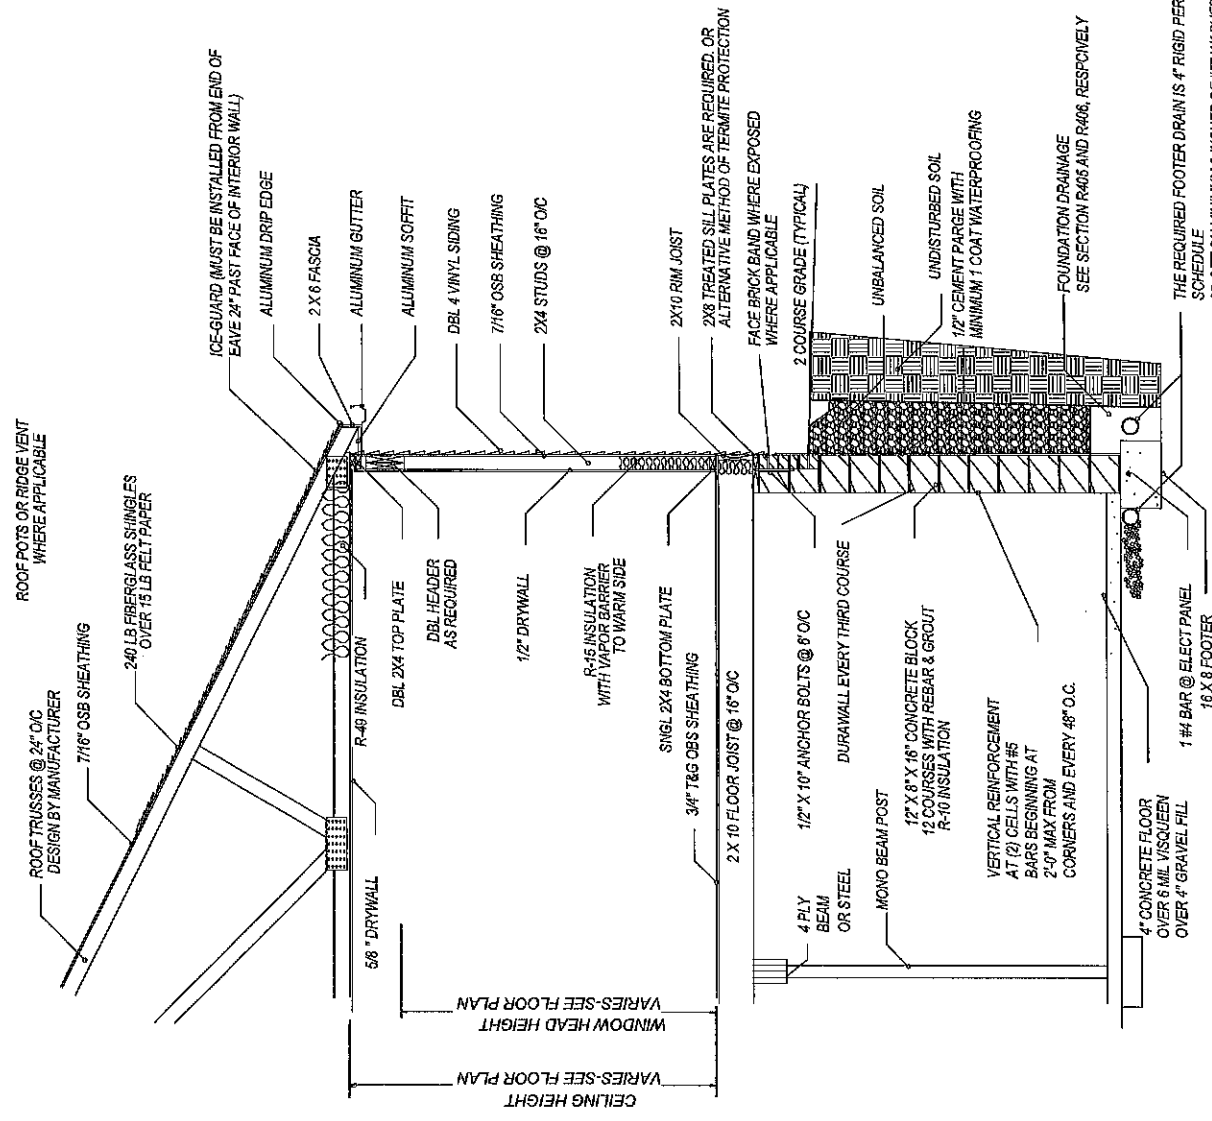 ROOF POTS OR RIDGE VENT
WHERE APPLICABLE
ROOF TRUSSES @ 24" O/C
DESIGN BY MANUFACTURER
7/16" OSB SHEATHING
240 LB FIBERGLASS SHINGLES
OVER 15 LB FELT PAPER
ICE-GUARD (MUST BE INSTALLED FROM END OF
EAVE 24" PAST FACE OF INTERIOR WALL)
ALUMINUM DRIP EDGE
2 X 6 FASCIA
ALUMINUM GUTTER
ALUMINUM SOFFIT
DBL 4 VINYL SIDING
7/16" OSB SHEATHING
2X4 STUDS @ 16" O/C
2X10 RIM JOIST
2X8 TREATED SILL PLATES ARE REQUIRED. OR
ALTERNATIVE METHOD OF TERMITE PROTECTION
FACE BRICK BAND WHERE EXPOSED
WHERE APPLICABLE
2 COURSE GRADE (TYPICAL)
UNBALANCED SOIL
UNDISTURBED SOIL
1/2" CEMENT PARGE WITH
MINIMUM 1 COAT WATERPROOFING
FOUNDATION DRAINAGE
SEE SECTION R405 AND R406, RESPCIVELY
THE REQUIRED FOOTER DRAIN IS 4" RIGID PER
SCHEDULE
R-49 INSULATION
5/8 " DRYWALL
DBL 2X4 TOP PLATE
DBL HEADER
AS REQUIRED
1/2" DRYWALL
R-15 INSULATION
WITH VAPOR BARRIER
TO WARM SIDE
SNGL 2X4 BOTTOM PLATE
3/4" T&G OBS SHEATHING
2 X 10 FLOOR JOIST @ 16" O/C
CEILING HEIGHT
VARIES-SEE FLOOR PLAN
WINDOW HEAD HEIGHT
VARIES-SEE FLOOR PLAN
4 PLY
BEAM
OR STEEL
1/2" X 10" ANCHOR BOLTS @ 6' O/C
DURAWALL EVERY THIRD COURSE
MONO BEAM POST
12" X 8" X 16" CONCRETE BLOCK
12 COURSES WITH REBAR & GROUT
R-10 INSULATION
VERTICAL REINFORCEMENT
AT (2) CELLS WITH #5
BARS BEGINNING AT
2'-0" MAX FROM
CORNERS AND EVERY 48" O.C.
4" CONCRETE FLOOR
OVER 6 MIL VISQUEEN
OVER 4" GRAVEL FILL
1 #4 BAR @ ELECT PANEL
16 X 8 FOOTER